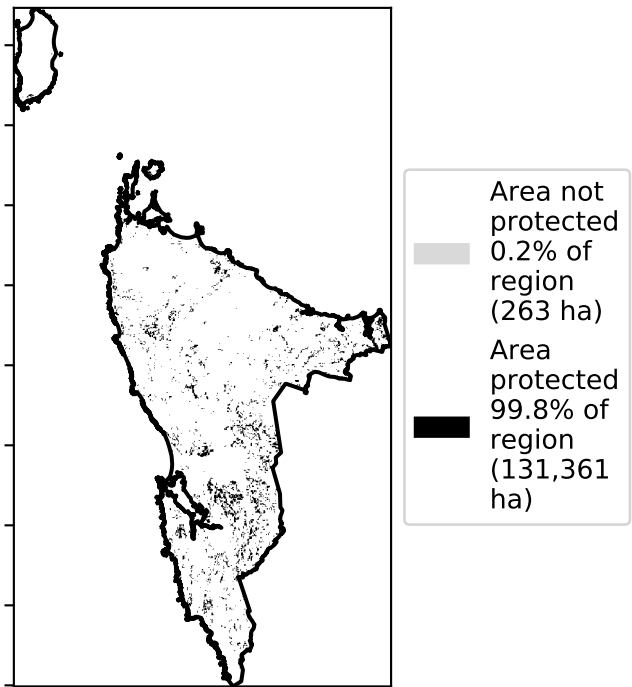 Area not
protected
0.2% of
region
(263 ha)
Area
protected
99.8% of
region
(131,361
ha)